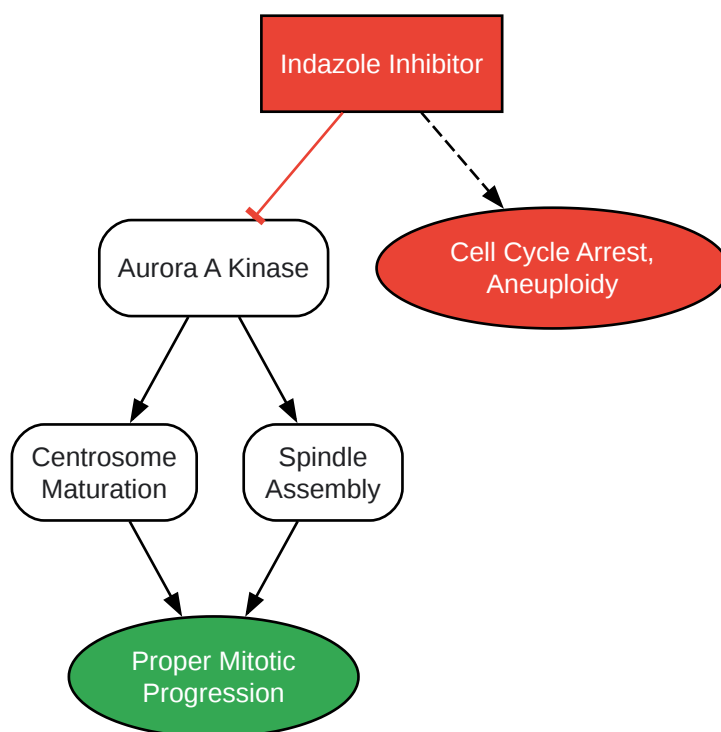 Indazole Inhibitor
Aurora A Kinase
Cell Cycle Arrest,
Aneuploidy
Centrosome
Maturation
Spindle
Assembly
Proper Mitotic
Progression